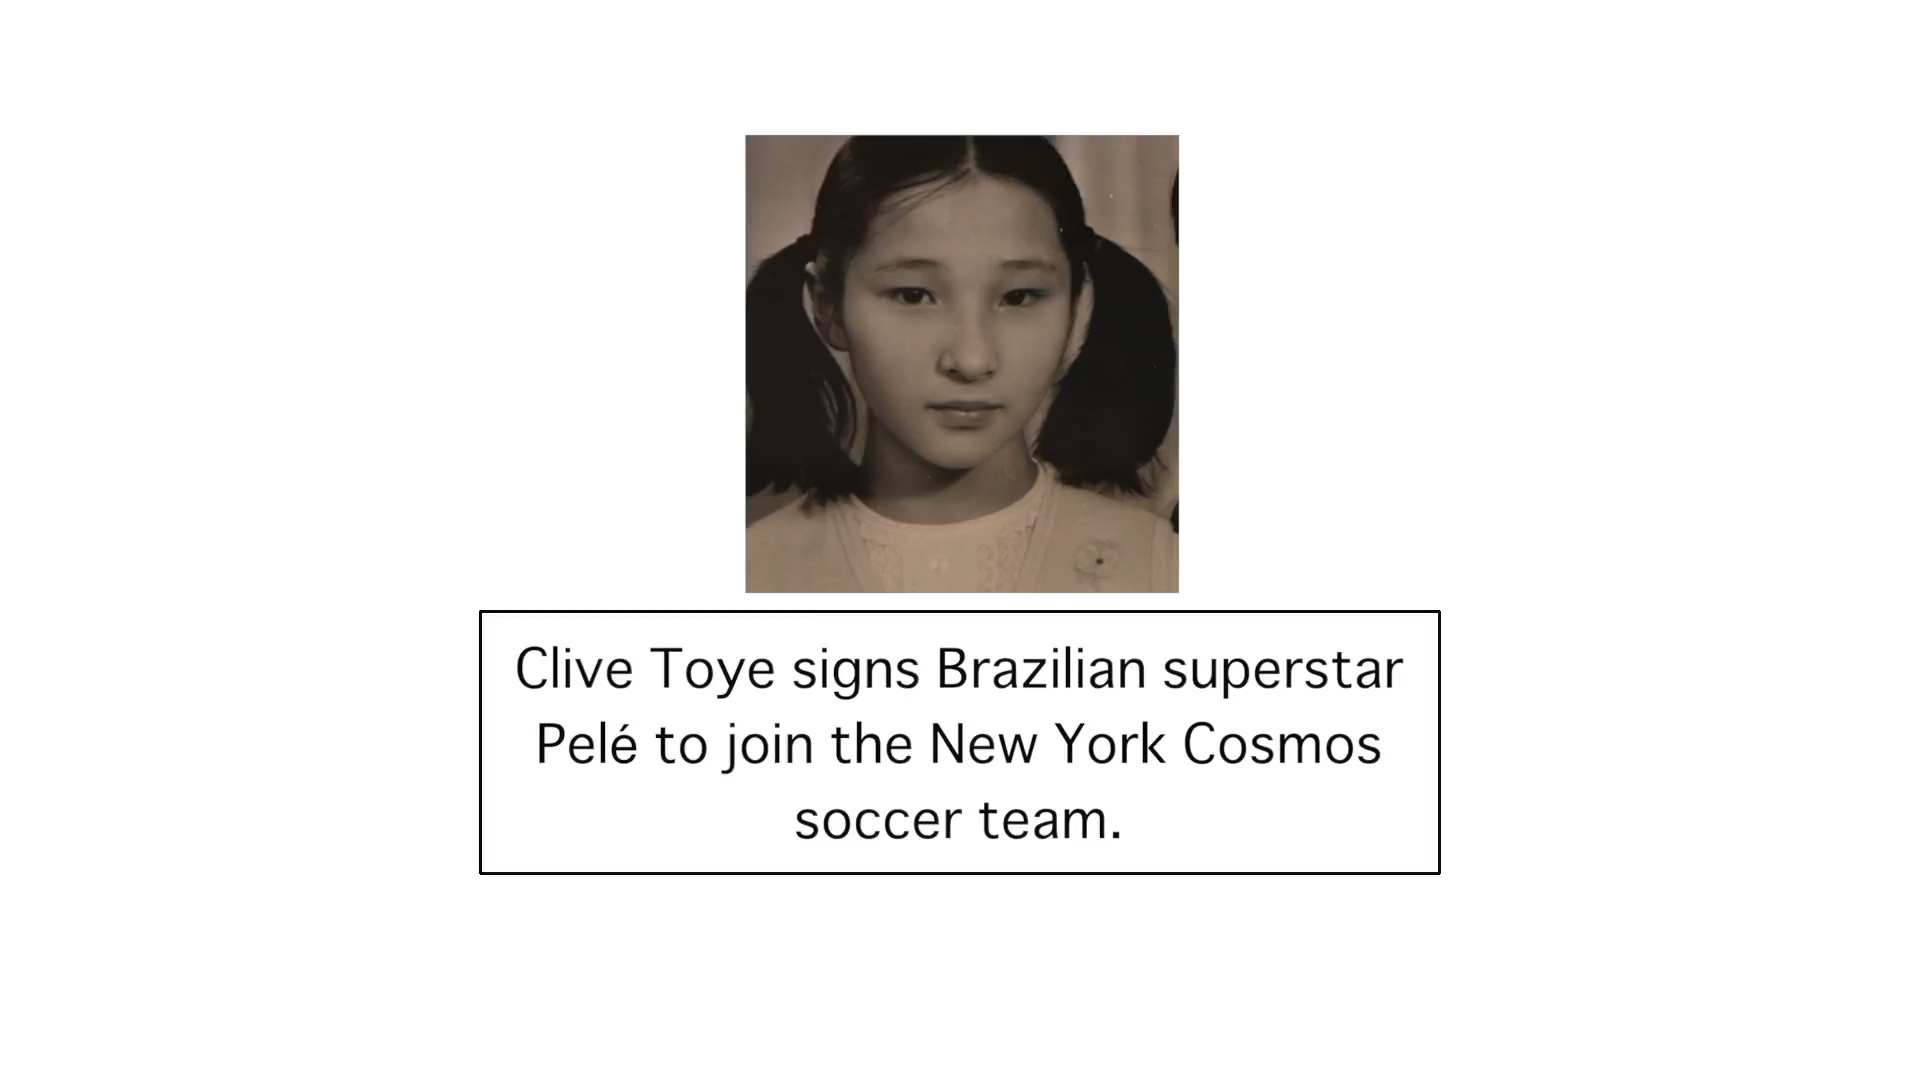 Clive Toye signs Brazilian superstar
Pelé to join the New York Cosmos
soccer team.